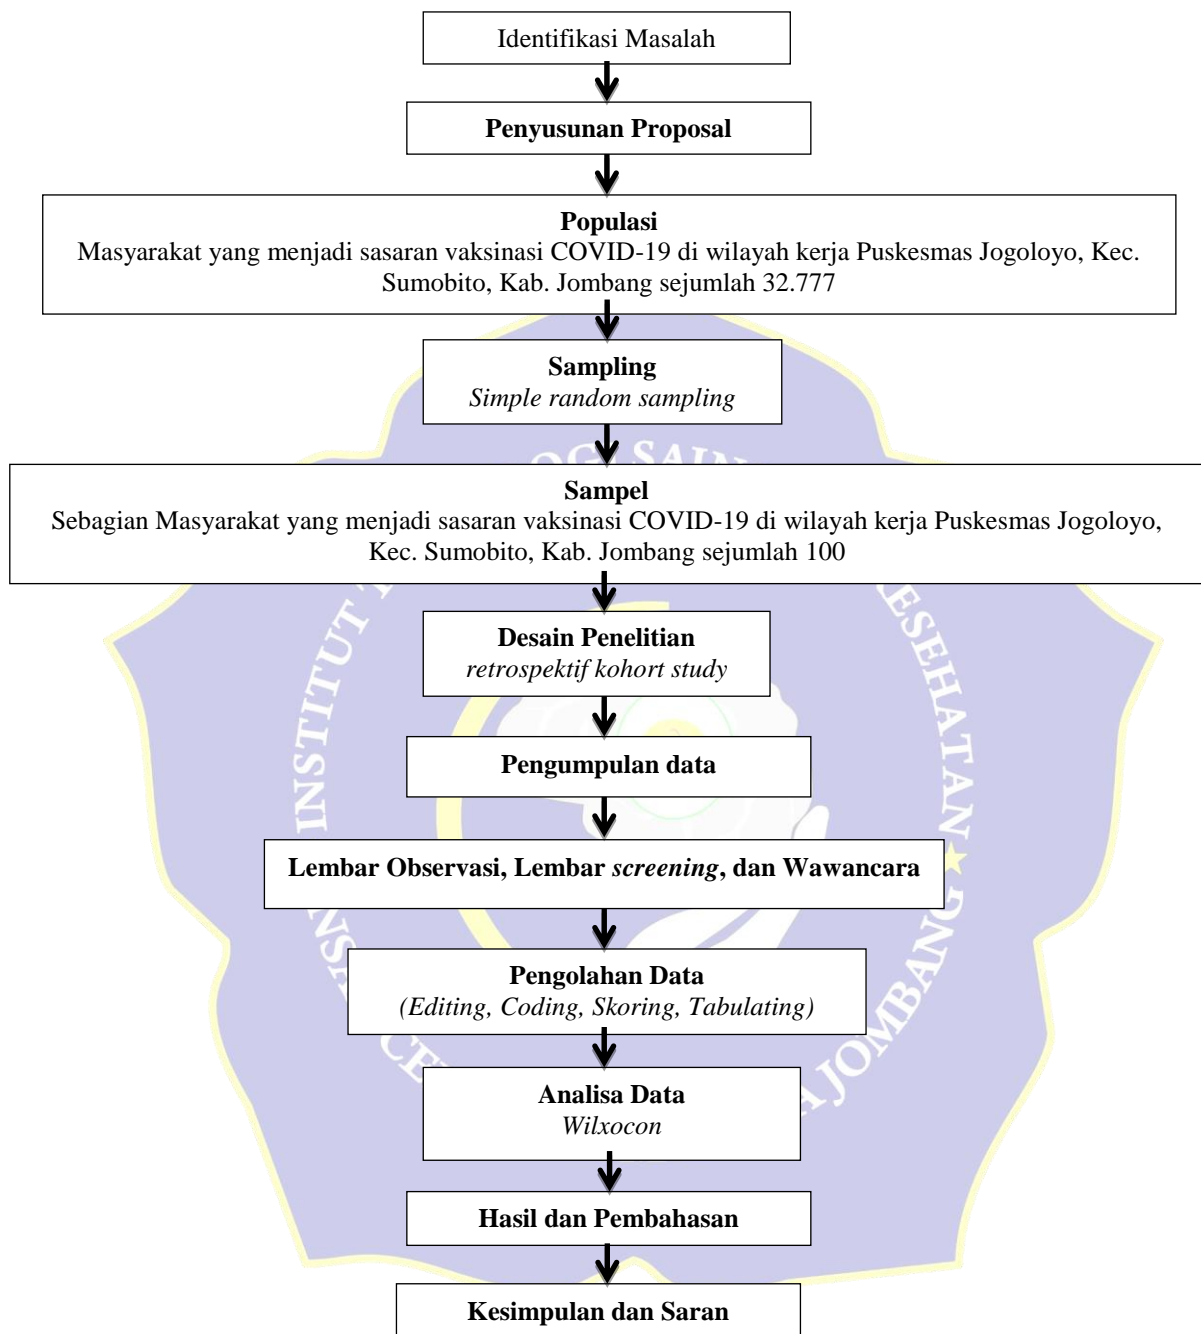 Identifikasi Masalah
Penyusunan Proposal
Populasi
Masyarakat yang menjadi sasaran vaksinasi COVID-19 di wilayah kerja Puskesmas Jogoloyo, Kec.
Sumobito, Kab. Jombang sejumlah 32.777
Sampling
Simple random sampling
Sampel
Sebagian Masyarakat yang menjadi sasaran vaksinasi COVID-19 di wilayah kerja Puskesmas Jogoloyo,
Kec. Sumobito, Kab. Jombang sejumlah 100
Desain Penelitian
retrospektif kohort study
Pengumpulan data
Lembar Observasi, Lembar screening, dan Wawancara
Pengolahan Data
(Editing, Coding, Skoring, Tabulating)
Analisa Data
Wilxocon
Hasil dan Pembahasan
Kesimpulan dan Saran
INSTITUT
JOMBANG